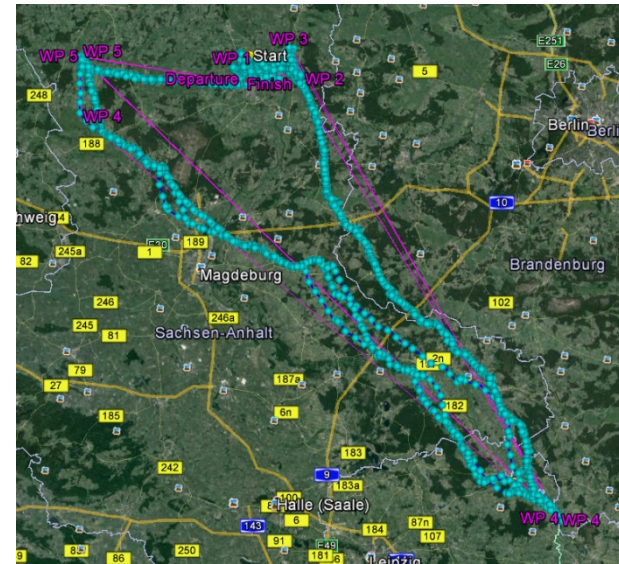 WP 3
E251
WP 5
WP 5
WP 1
Start
E26
5
Departure
Finish
WP 2
248
WP 4
Berlin
188
10
4
189
1
245a
82
Magdeburg
Brandenburg
246
102
246a
245
Sachsen-Anhalt
81
2n
79
187a
27
182
6n
185
183
242
9
183a
100
Halle (Saale)
WP 4
WP 4
6
143
184
87n
91
E49
107
250
86
181
Leipzig